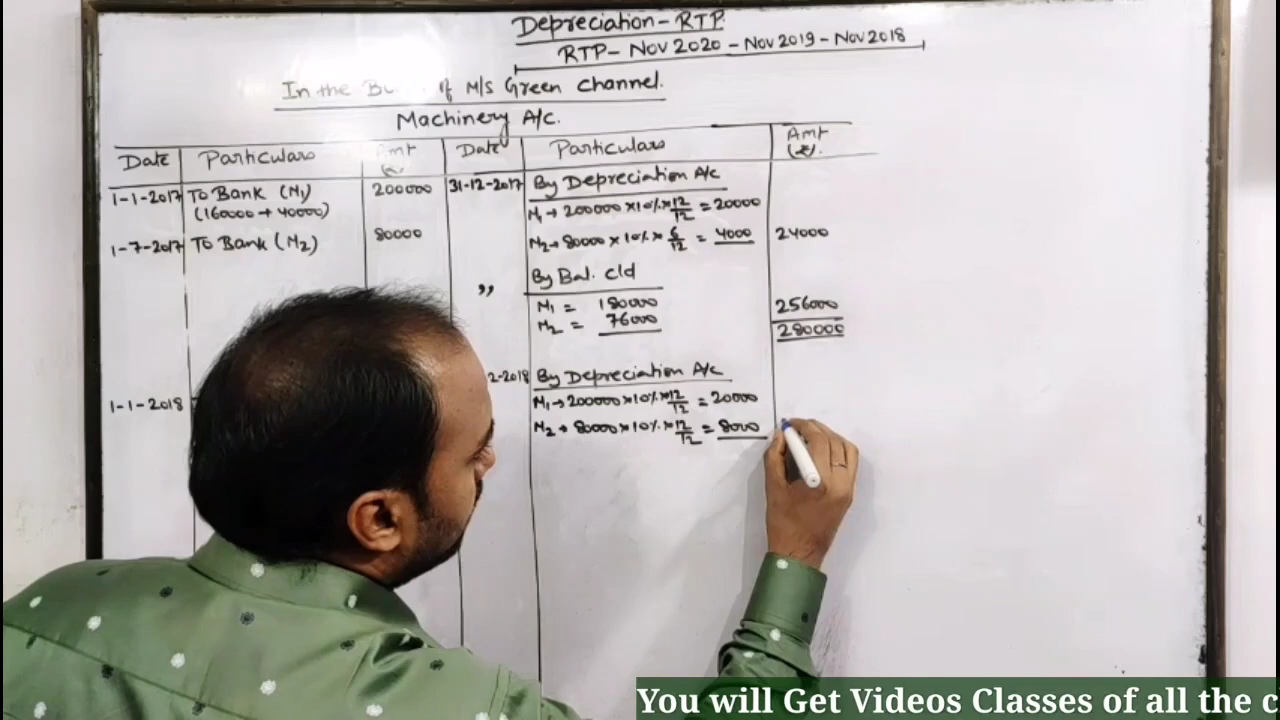 Depreciation - RTP
RTP - Nov 2020 - Nov 2019 - Nov 2018
In the of M/S Green Channel.
Machinery A/c.
Date Particulars Amt Date Particulars Amt (₹).
1-1-2017 To Bank (M1) 200000 31-12-2017 By Depreciation A/c
(160000 + 40000) M1 → 200000 × 10% × 12/12 = 20000
1-7-2017 To Bank (M2) 80000 M2 → 80000 × 10% × 6/12 = 4000 24000
,, By Bal. c/d
M1 = 180000 256000
M2 = 76000 280000
2-2018 By Depreciation A/c
1-1-2018 M1 → 200000 × 10% × 12/12 = 20000
M2 → 80000 × 10% × 12/12 = 8000
You will Get Videos Classes of all the c